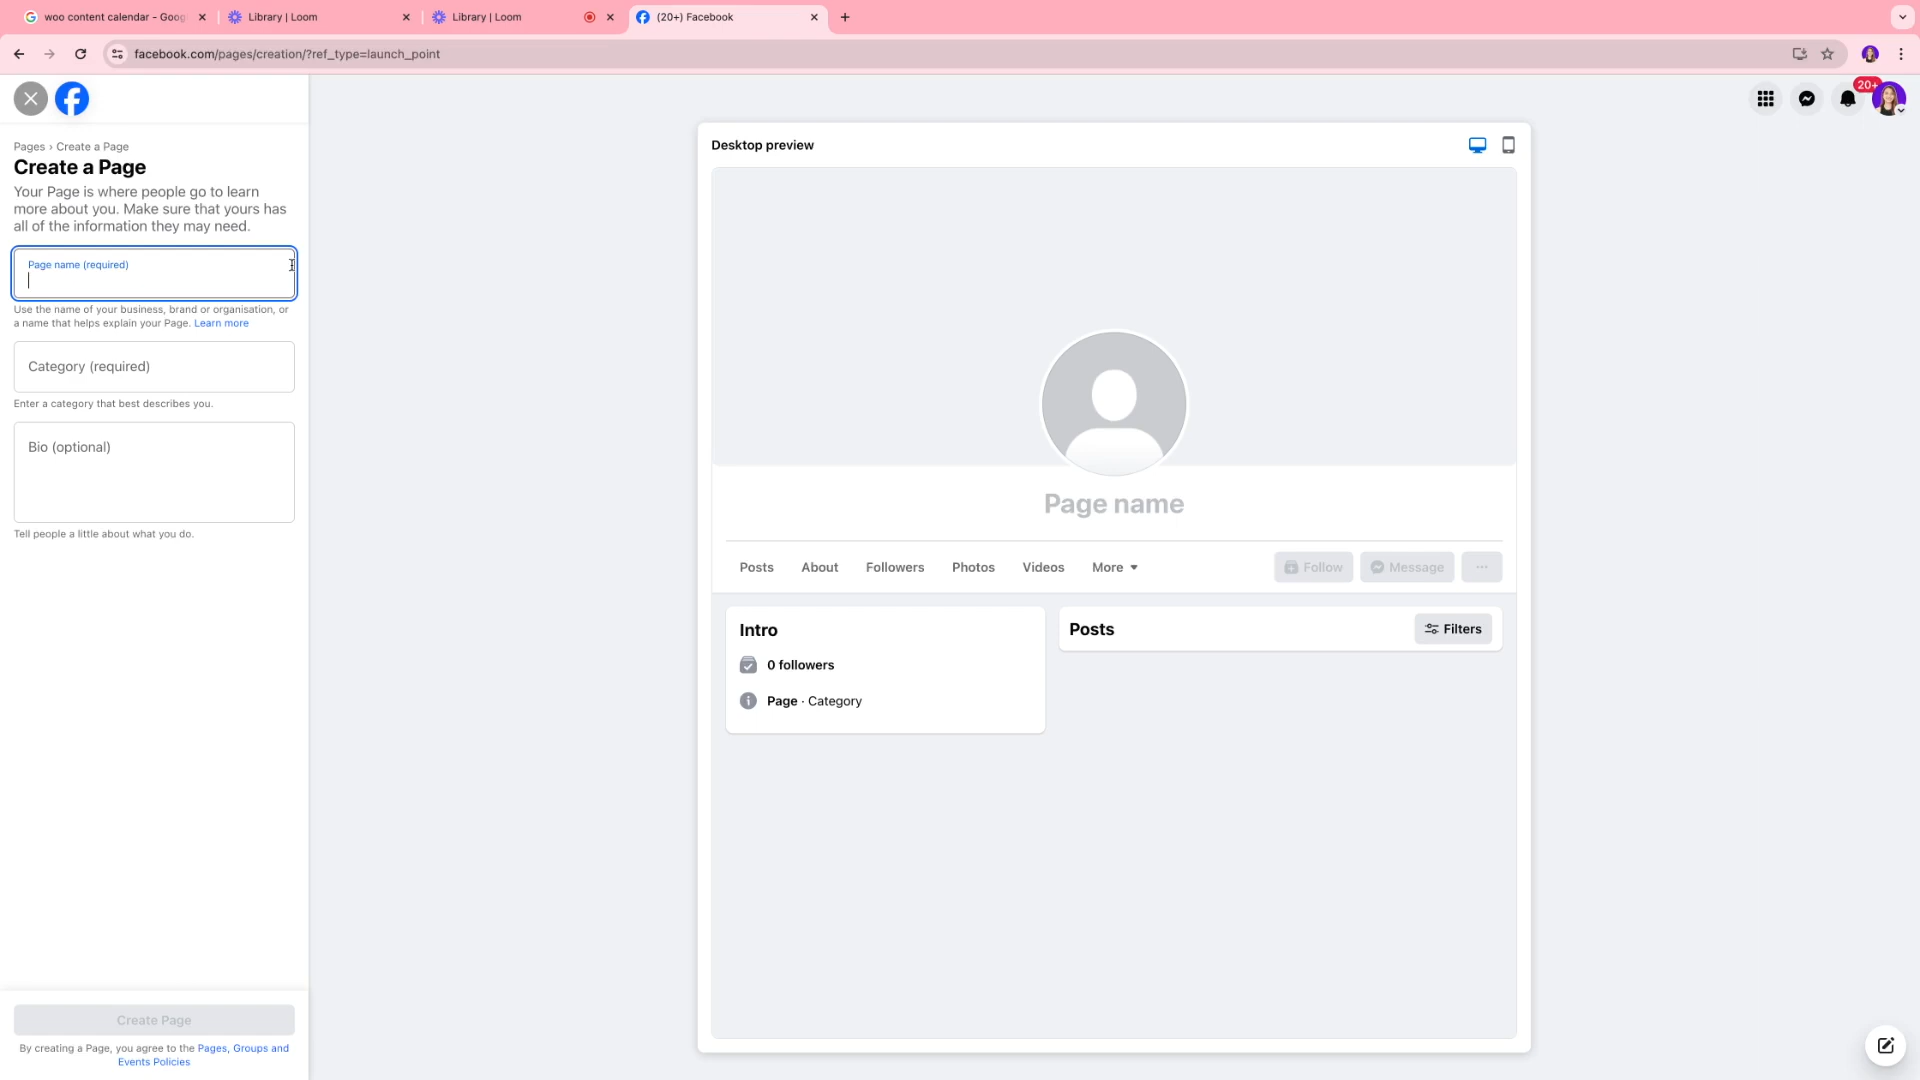 woo content calendar - Goog
Library | Loom
Library | Loom
(20+) Facebook
facebook.com/pages/creation/?ref_type=launch_point
20+
Pages › Create a Page
Create a Page
Your Page is where people go to learn
more about you. Make sure that yours has
all of the information they may need.
Page name (required)
Use the name of your business, brand or organisation, or
a name that helps explain your Page. Learn more
Category (required)
Enter a category that best describes you.
Bio (optional)
Tell people a little about what you do.
Create Page
By creating a Page, you agree to the Pages, Groups and
Events Policies
Desktop preview
Page name
Posts About Followers Photos Videos More Follow Message ...
Intro
0 followers
Page · Category
Posts Filters